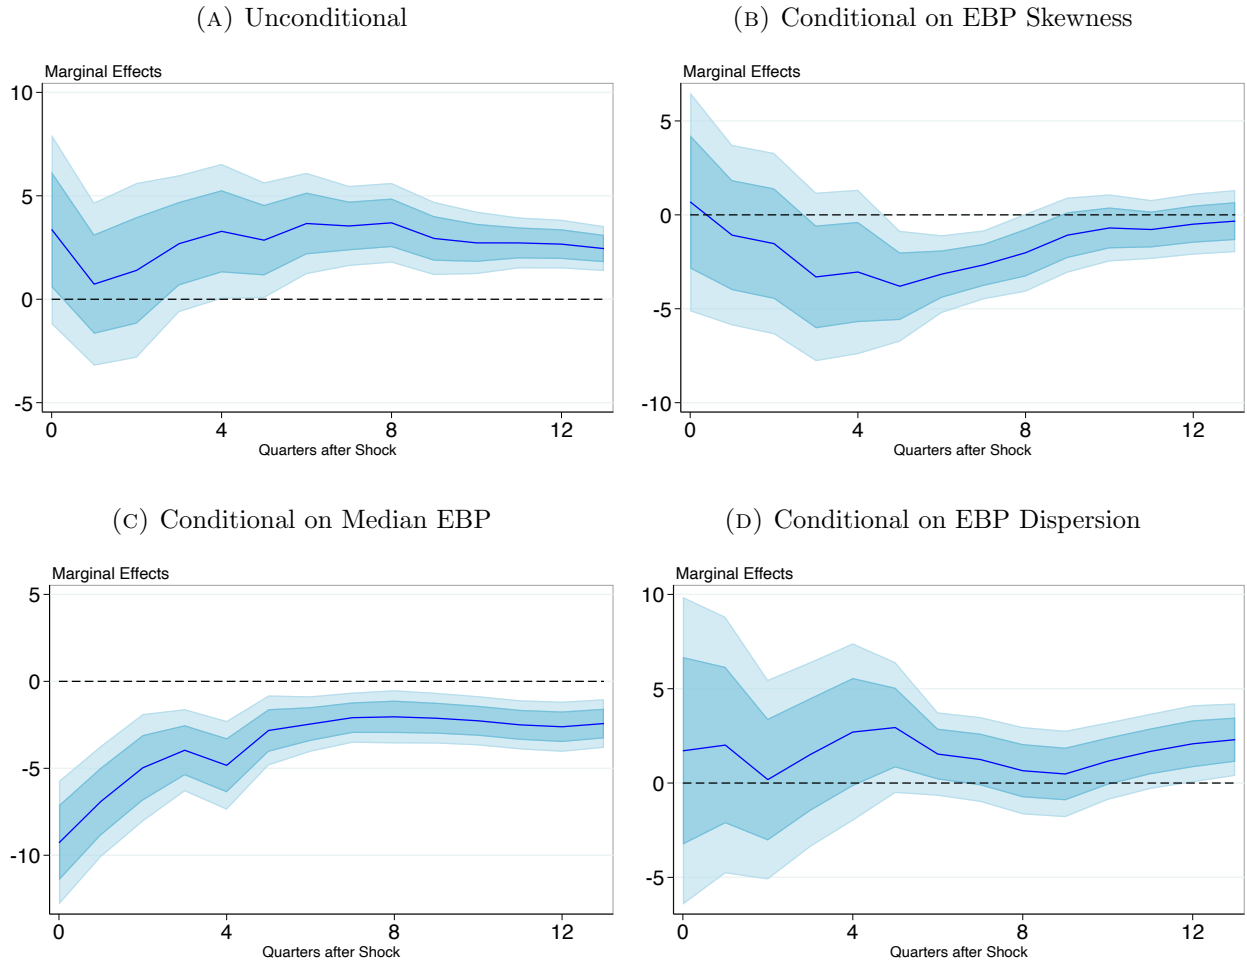 (A) Unconditional
Marginal Effects
10
5
0
-5
0 4 8 12
Quarters after Shock
(B) Conditional on EBP Skewness
Marginal Effects
5
0
-5
-10
0 4 8 12
Quarters after Shock
(C) Conditional on Median EBP
Marginal Effects
5
0
-5
-10
0 4 8 12
Quarters after Shock
(D) Conditional on EBP Dispersion
Marginal Effects
10
5
0
-5
0 4 8 12
Quarters after Shock